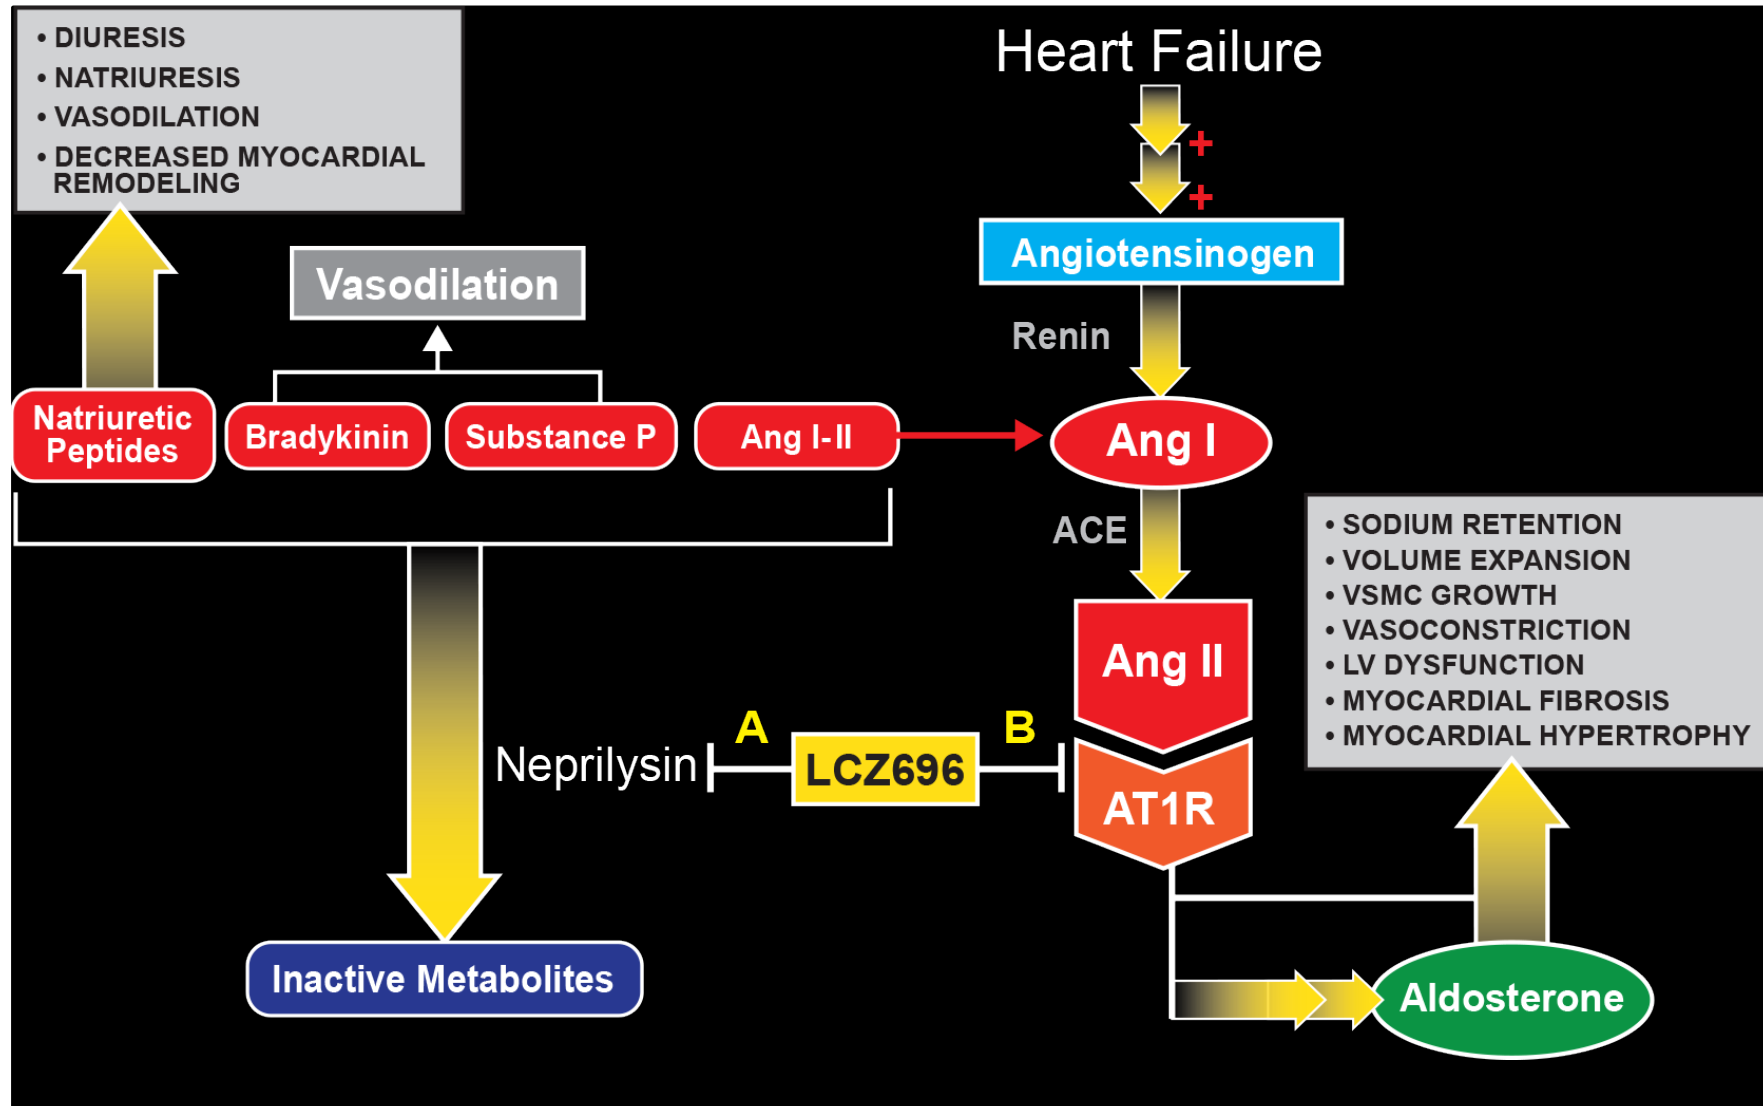 • DIURESIS
• NATRIURESIS
• VASODILATION
• DECREASED MYOCARDIAL
REMODELING
Heart Failure
+
+
Angiotensinogen
Vasodilation
Renin
Natriuretic
Peptides
Bradykinin
Substance P
Ang I-II
Ang I
ACE
• SODIUM RETENTION
• VOLUME EXPANSION
• VSMC GROWTH
• VASOCONSTRICTION
• LV DYSFUNCTION
• MYOCARDIAL FIBROSIS
• MYOCARDIAL HYPERTROPHY
Ang II
Neprilysin
A
LCZ696
B
AT1R
Inactive Metabolites
Aldosterone